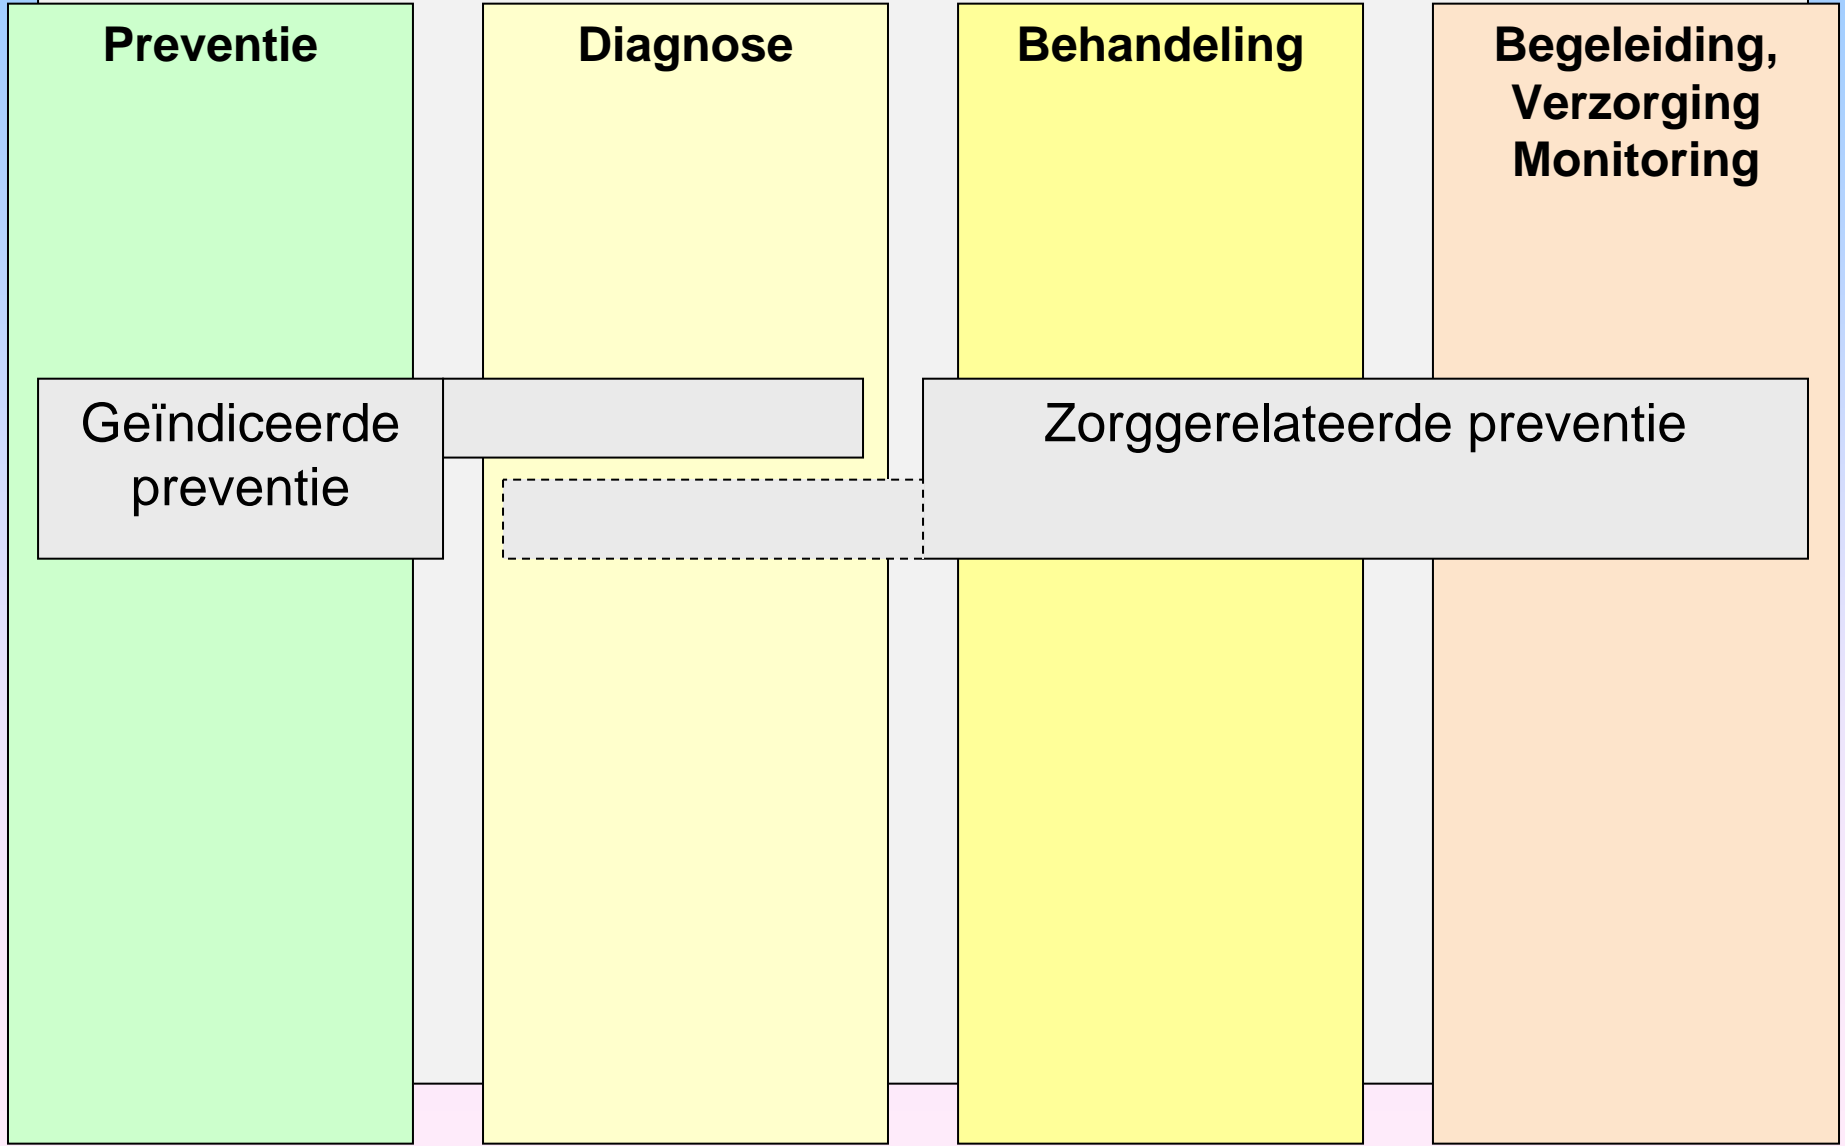 Preventie
Diagnose
Behandeling
Begeleiding,
Verzorging
Monitoring
Geïndiceerde
preventie
Zorggerelateerde preventie